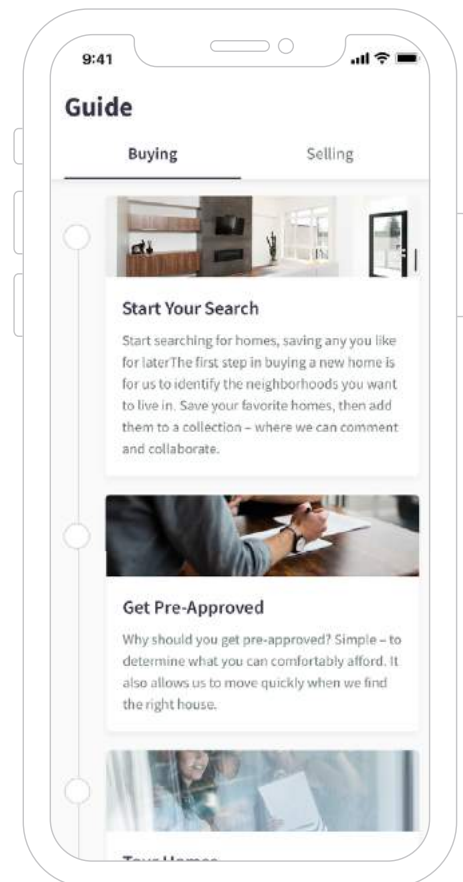 9:41
Guide
Buying
Selling
Start Your Search
Start searching for homes, saving any you like
for laterThe first step in buying a new home is
for us to identify the neighborhoods you want
to live in. Save your favorite homes, then add
them to a collection – where we can comment
and collaborate.
Get Pre-Approved
Why should you get pre-approved? Simple – to
determine what you can comfortably afford. It
also allows us to move quickly when we find
the right house.
Tour Homes